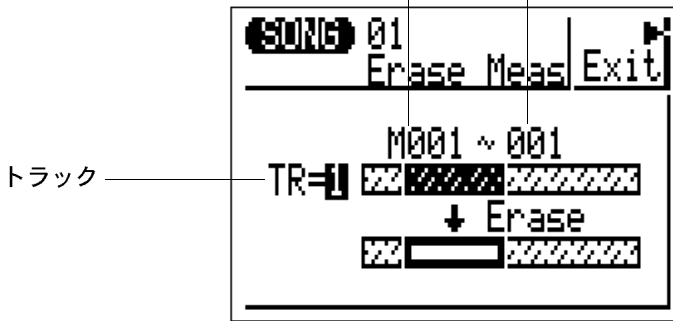 SONG 01
Erase Meas
Exit
M001 ~ 001
トラック
TR=1
Erase